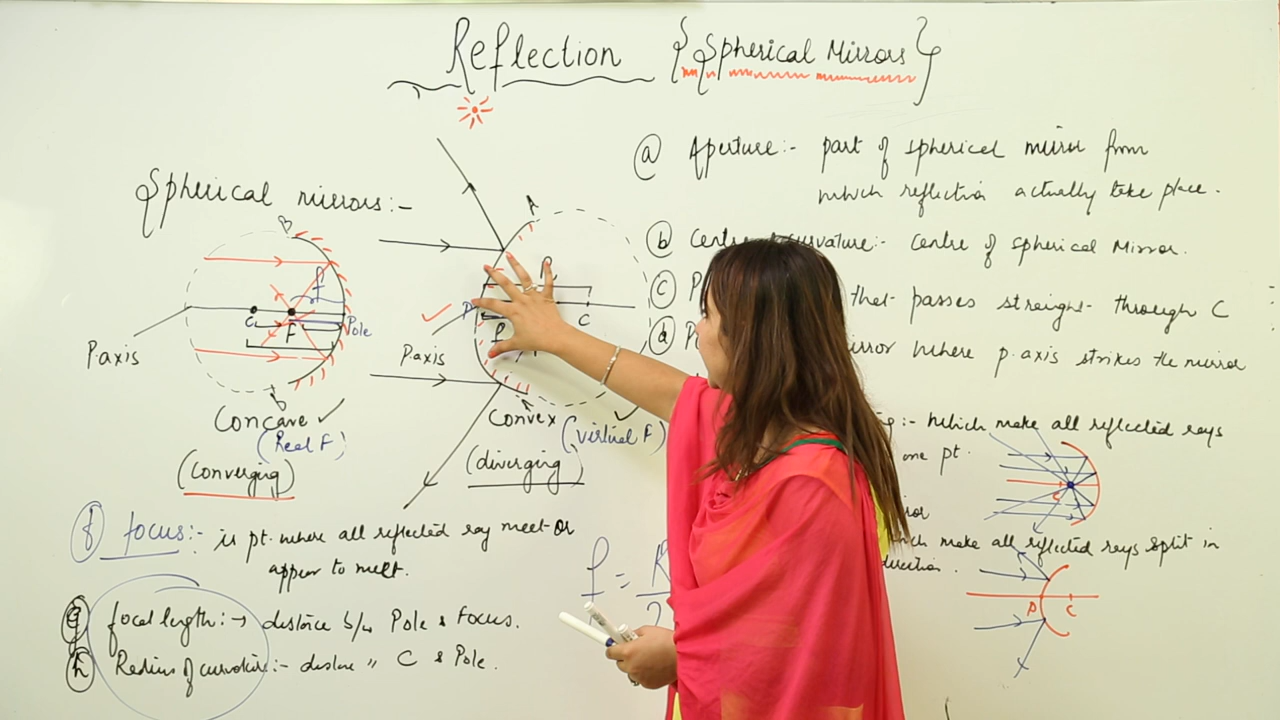 Reflection {Spherical Mirrors}
{Spherical mirrors:-
B
f
C
F
Pole
P axis
b
Concave ✓
(Real F)
(converging)
A
R
P
C
f
P axis
A
Convex
(virtual F)
(diverging)
(a) Aperture:- part of spherical mirror from
which reflection actually take place.
(b) Centre curvature:- centre of spherical Mirror.
(c) P that passes straight through C
(d) P mirror where p. axis strikes the mirror
g:- Which make all reflected rays
one pt.
C
which make all reflected rays split in
direction.
P C
(f) focus:- is pt. where all reflected ray meet or
appear to meet.
f = R
2
(g) focal length:→ distance b/w Pole & Focus.
(h) Radius of curvature:- distance " C & Pole.